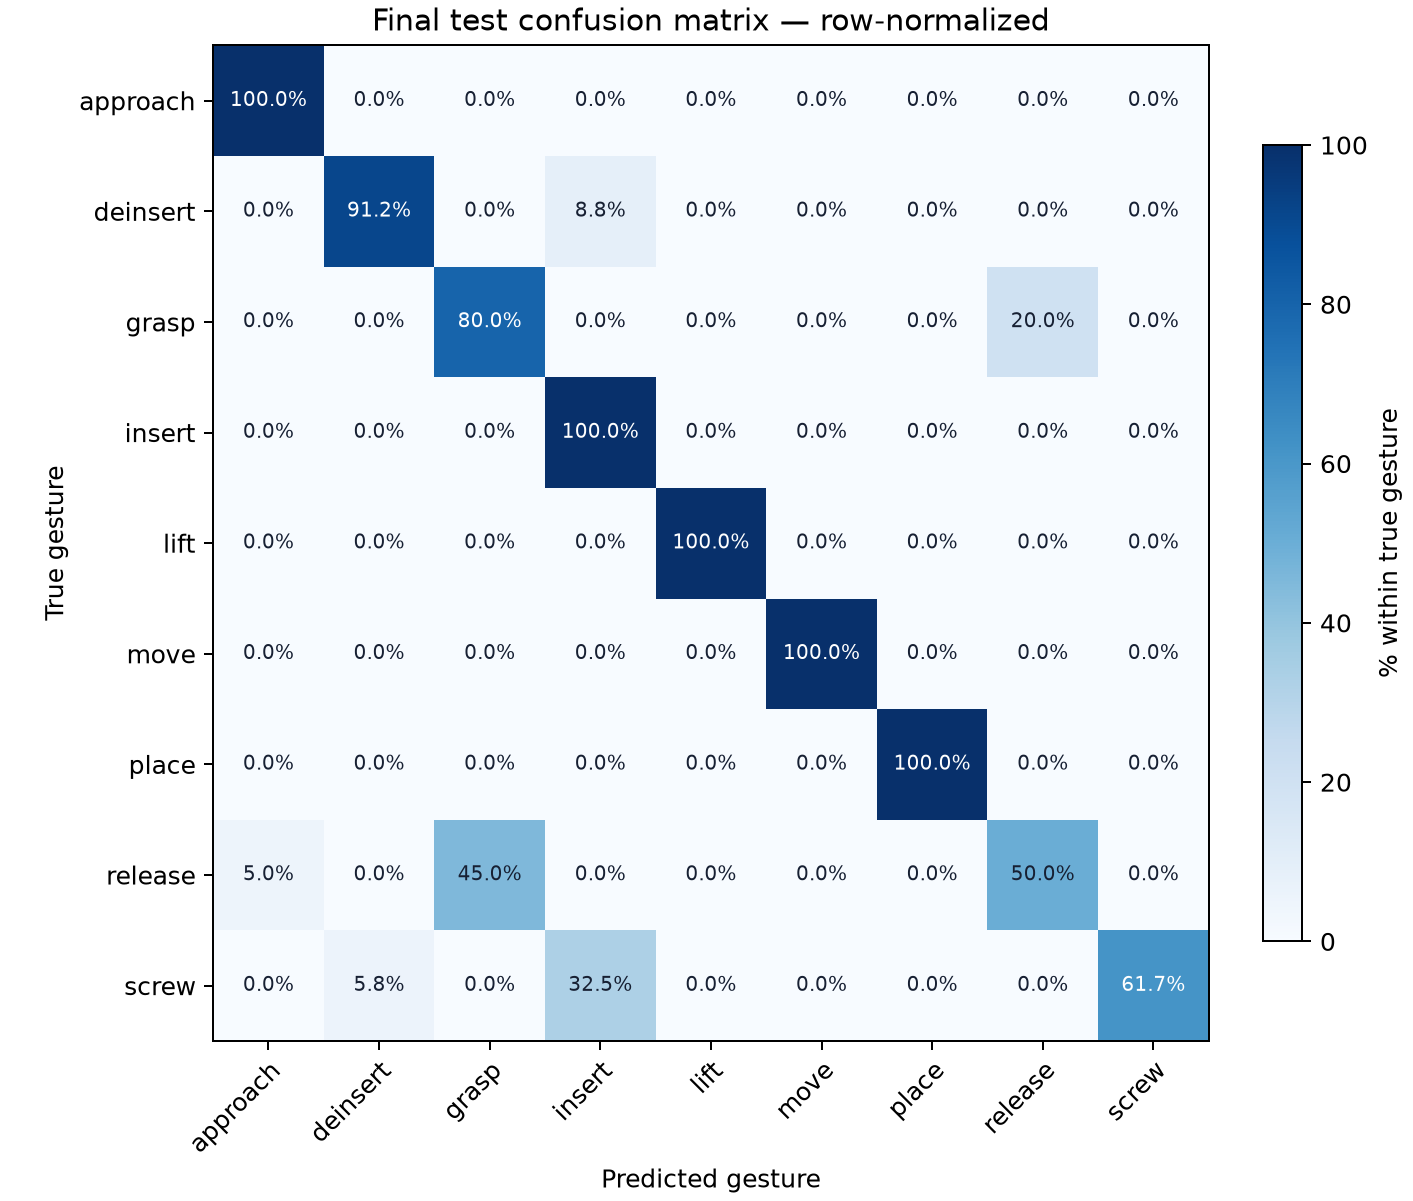 Final test confusion matrix — row-normalized
approach 100.0% 0.0% 0.0% 0.0% 0.0% 0.0% 0.0% 0.0% 0.0%
deinsert 0.0% 91.2% 0.0% 8.8% 0.0% 0.0% 0.0% 0.0% 0.0%
grasp 0.0% 0.0% 80.0% 0.0% 0.0% 0.0% 0.0% 20.0% 0.0%
insert 0.0% 0.0% 0.0% 100.0% 0.0% 0.0% 0.0% 0.0% 0.0%
lift 0.0% 0.0% 0.0% 0.0% 100.0% 0.0% 0.0% 0.0% 0.0%
move 0.0% 0.0% 0.0% 0.0% 0.0% 100.0% 0.0% 0.0% 0.0%
place 0.0% 0.0% 0.0% 0.0% 0.0% 0.0% 100.0% 0.0% 0.0%
release 5.0% 0.0% 45.0% 0.0% 0.0% 0.0% 0.0% 50.0% 0.0%
screw 0.0% 5.8% 0.0% 32.5% 0.0% 0.0% 0.0% 0.0% 61.7%
approach deinsert grasp insert lift move place release screw
Predicted gesture
True gesture
100
80
60
40
20
0
% within true gesture